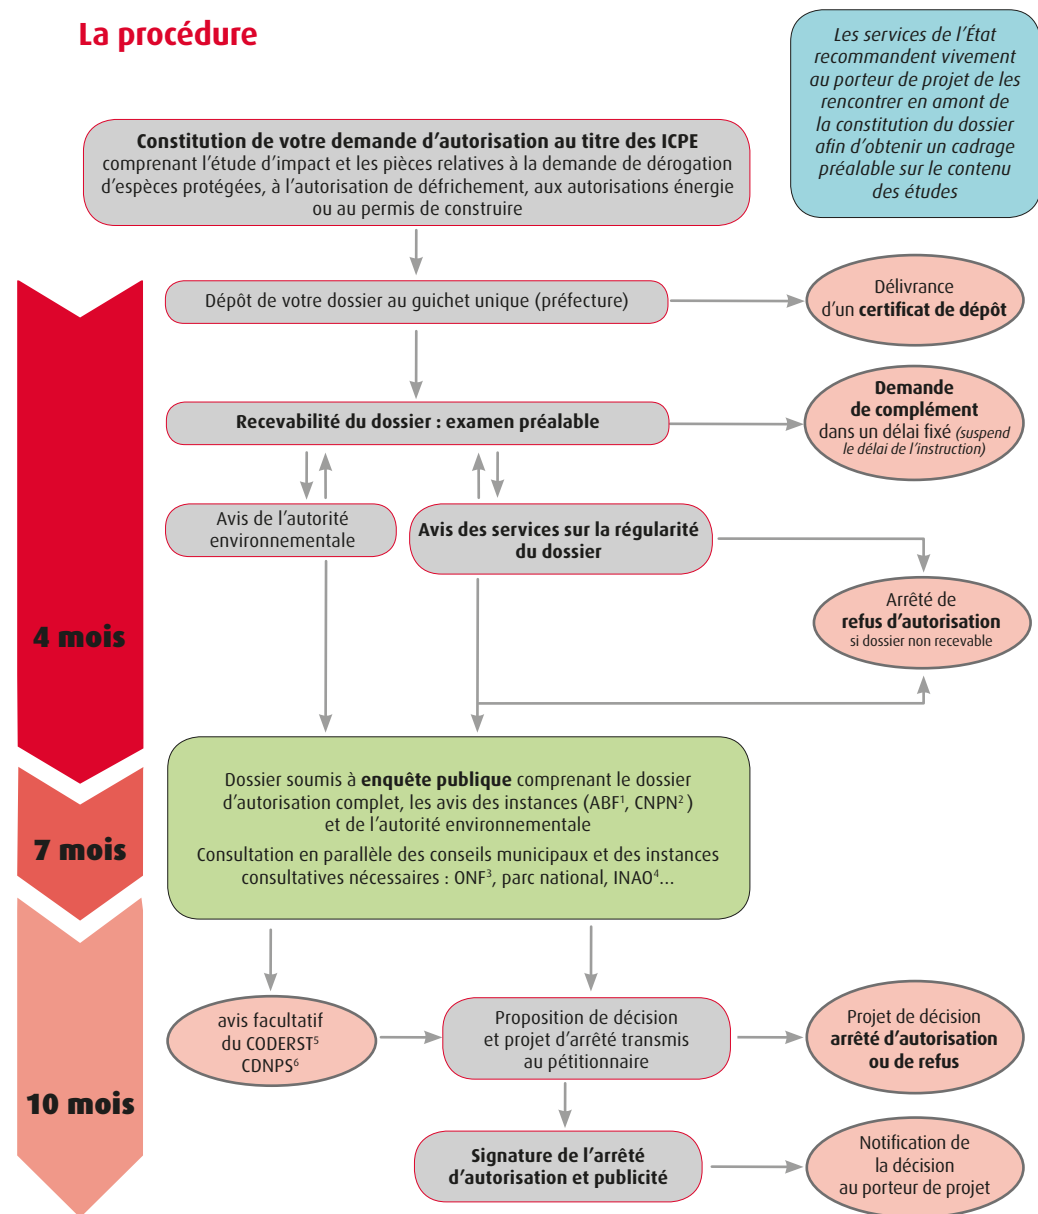 La procédure
Les services de l’État
recommandent vivement
au porteur de projet de les
rencontrer en amont de
la constitution du dossier
afin d’obtenir un cadrage
préalable sur le contenu
des études
Constitution de votre demande d’autorisation au titre des ICPE
comprenant l’étude d’impact et les pièces relatives à la demande de dérogation
d’espèces protégées, à l’autorisation de défrichement, aux autorisations énergie
ou au permis de construire
Dépôt de votre dossier au guichet unique (préfecture)
Délivrance
d’un certificat de dépôt
Recevabilité du dossier : examen préalable
Demande
de complément
dans un délai fixé (suspend
le délai de l’instruction)
Avis de l’autorité
environnementale
Avis des services sur la régularité
du dossier
Arrêté de
refus d’autorisation
si dossier non recevable
4 mois
Dossier soumis à enquête publique comprenant le dossier
d’autorisation complet, les avis des instances (ABF¹, CNPN² )
et de l’autorité environnementale
Consultation en parallèle des conseils municipaux et des instances
consultatives nécessaires : ONF³, parc national, INAO⁴...
7 mois
avis facultatif
du CODERST⁵
CDNPS⁶
Proposition de décision
et projet d’arrêté transmis
au pétitionnaire
Projet de décision
arrêté d’autorisation
ou de refus
10 mois
Signature de l’arrêté
d’autorisation et publicité
Notification de
la décision
au porteur de projet